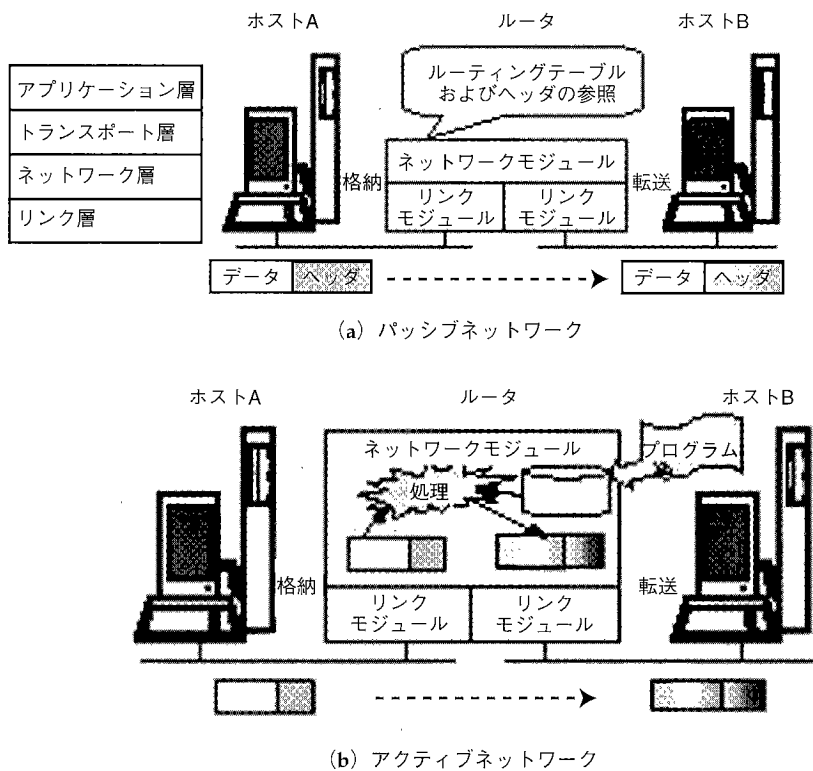 ホストA
ルータ
ホストB
アプリケーション層
トランスポート層
ネットワーク層
リンク層
ルーティングテーブル
およびヘッダの参照
ネットワークモジュール
格納
転送
リンク
モジュール
リンク
モジュール
データ
ヘッダ
データ
ヘッダ
(a) パッシブネットワーク
ホストA
ルータ
ホストB
ネットワークモジュール
プログラム
処理
格納
転送
リンク
モジュール
リンク
モジュール
(b) アクティブネットワーク